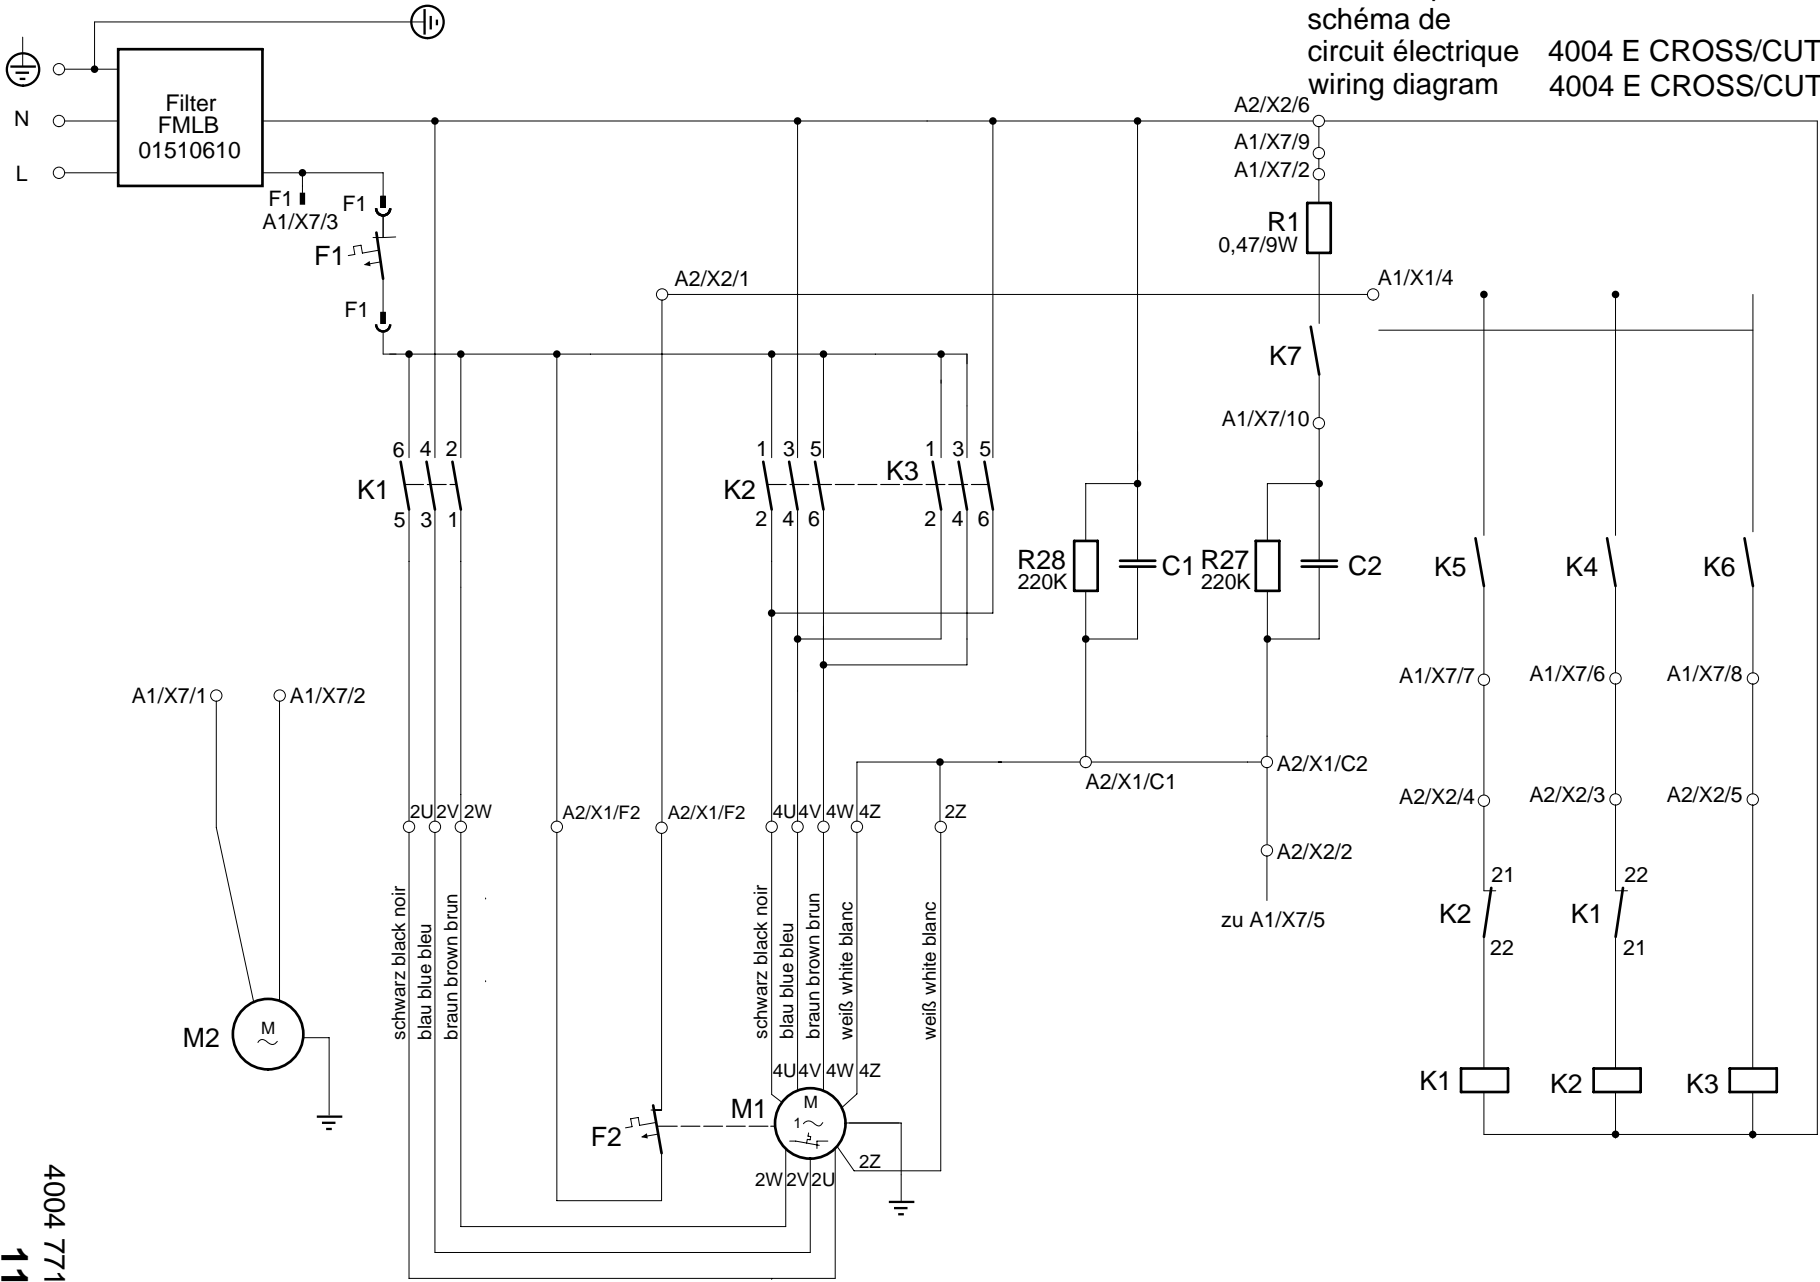 schéma de
circuit électrique 4004 E CROSS/CUT
wiring diagram 4004 E CROSS/CUT
N
L
Filter
FMLB
01510610
F1
A1/X7/3
F1
F1
F1
A2/X2/6
A1/X7/9
A1/X7/2
R1
0,47/9W
A2/X2/1
A1/X1/4
K7
A1/X7/10
6 4 2
K1
5 3 1
1 3 5
K2
2 4 6
K3
1 3 5
2 4 6
R28
220K
C1
R27
220K
C2
K5
K4
K6
A1/X7/1
A1/X7/2
A1/X7/7
A1/X7/6
A1/X7/8
A2/X1/C1
A2/X1/C2
A2/X2/4
A2/X2/3
A2/X2/5
2U 2V 2W
A2/X1/F2
A2/X1/F2
4U 4V 4W 4Z
2Z
A2/X2/2
zu A1/X7/5
21
K2
22
22
K1
21
schwarz black noir
blau blue bleu
braun brown brun
schwarz black noir
blau blue bleu
braun brown brun
weiß white blanc
weiß white blanc
M2
M
4U 4V 4W 4Z
M1
M
1
F2
2Z
2W 2V 2U
K1
K2
K3
4004 771
11